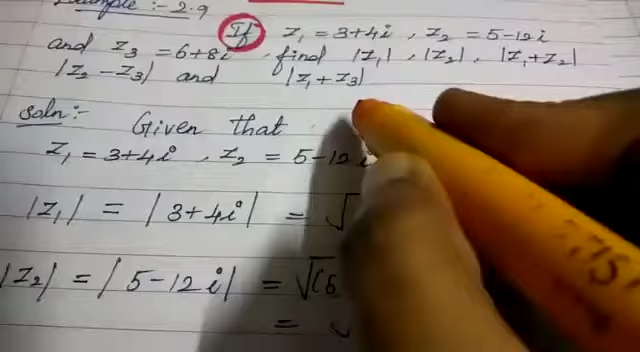 Example :- 2.9
If z₁ = 3+4i , z₂ = 5-12i
and z₃ = 6+8i , find |z₁| , |z₂| , |z₁+z₂|
|z₂ - z₃| and |z₁ + z₃|
Soln:- Given that
z₁ = 3+4i , z₂ = 5-12i
|z₁| = |3+4i| = √
|z₂| = |5-12i| = √(5
= √